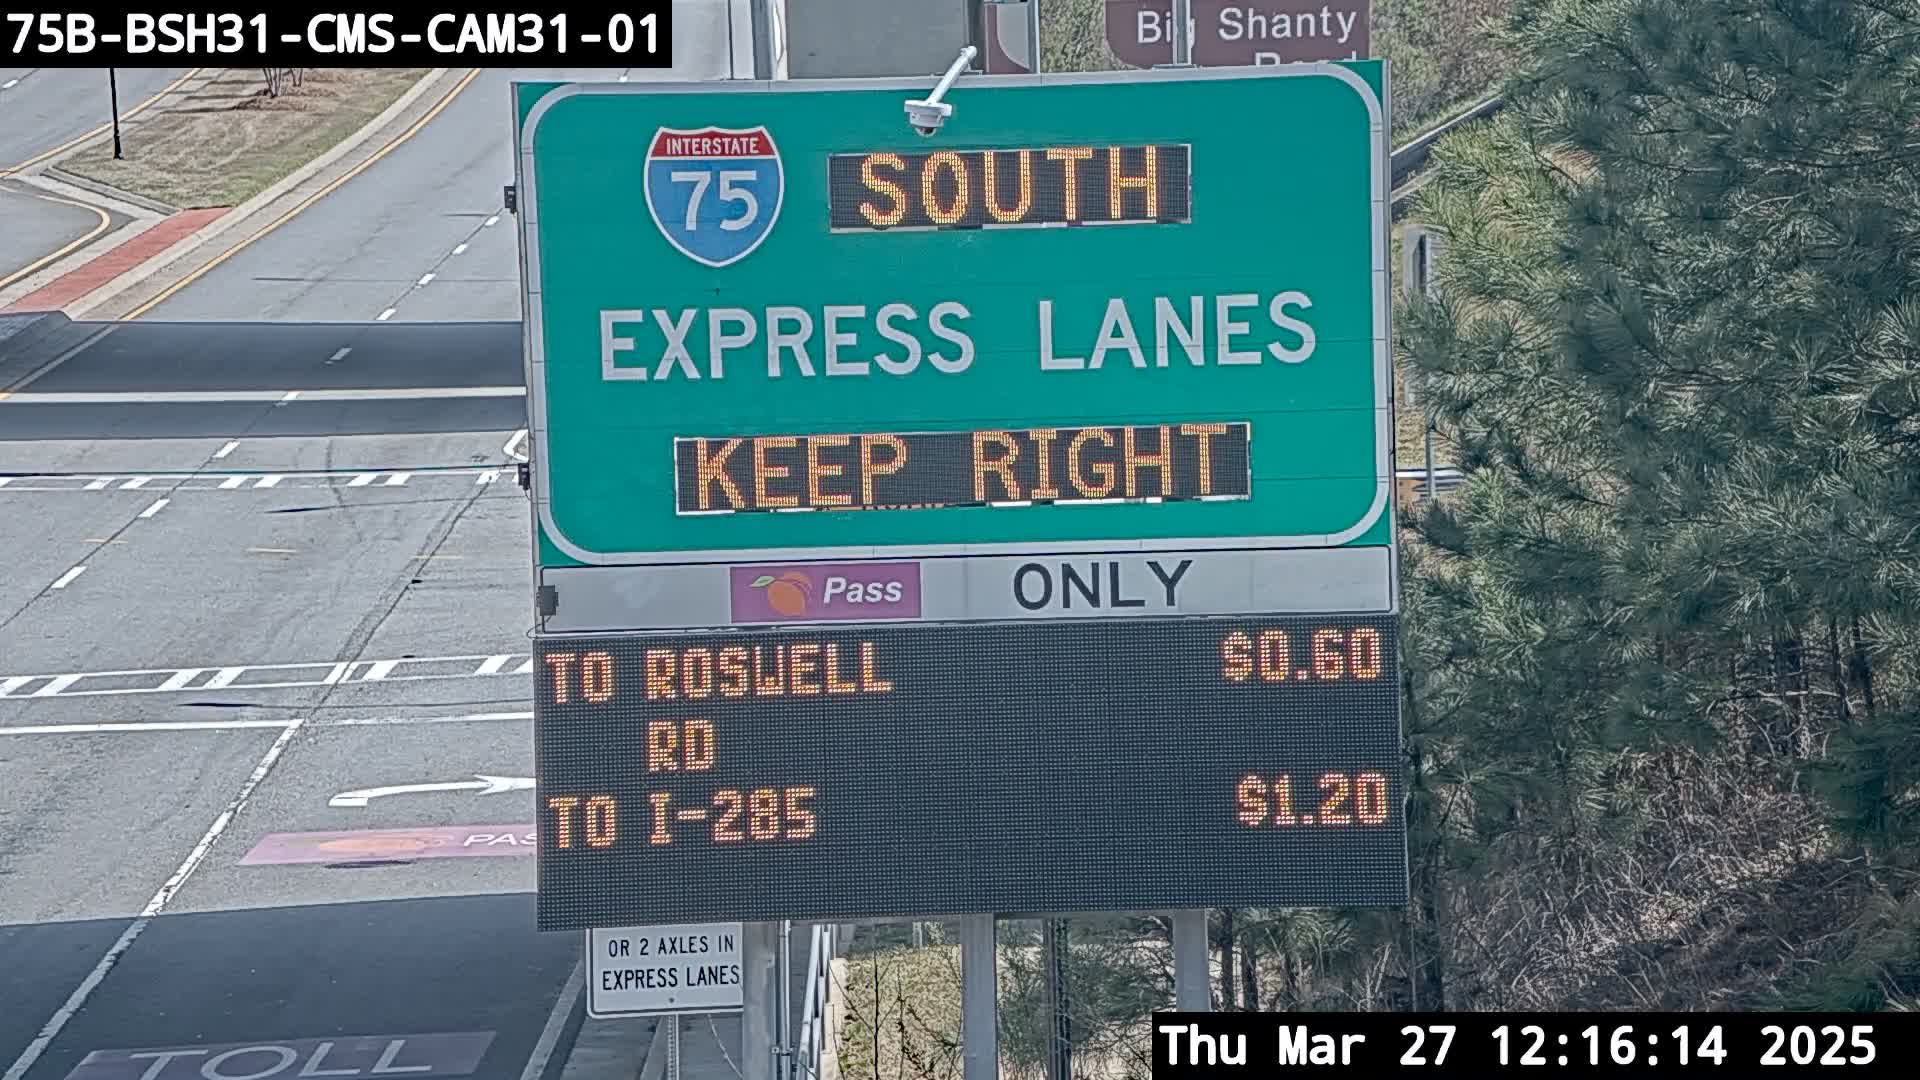 75B-BSH31-CMS-CAM31-01
Big Shanty
Road
INTERSTATE
75
SOUTH
EXPRESS LANES
KEEP RIGHT
Pass ONLY
TO ROSWELL $0.60
RD
TO I-285 $1.20
PAS
OR 2 AXLES IN
EXPRESS LANES
TOLL
Thu Mar 27 12:16:14 2025